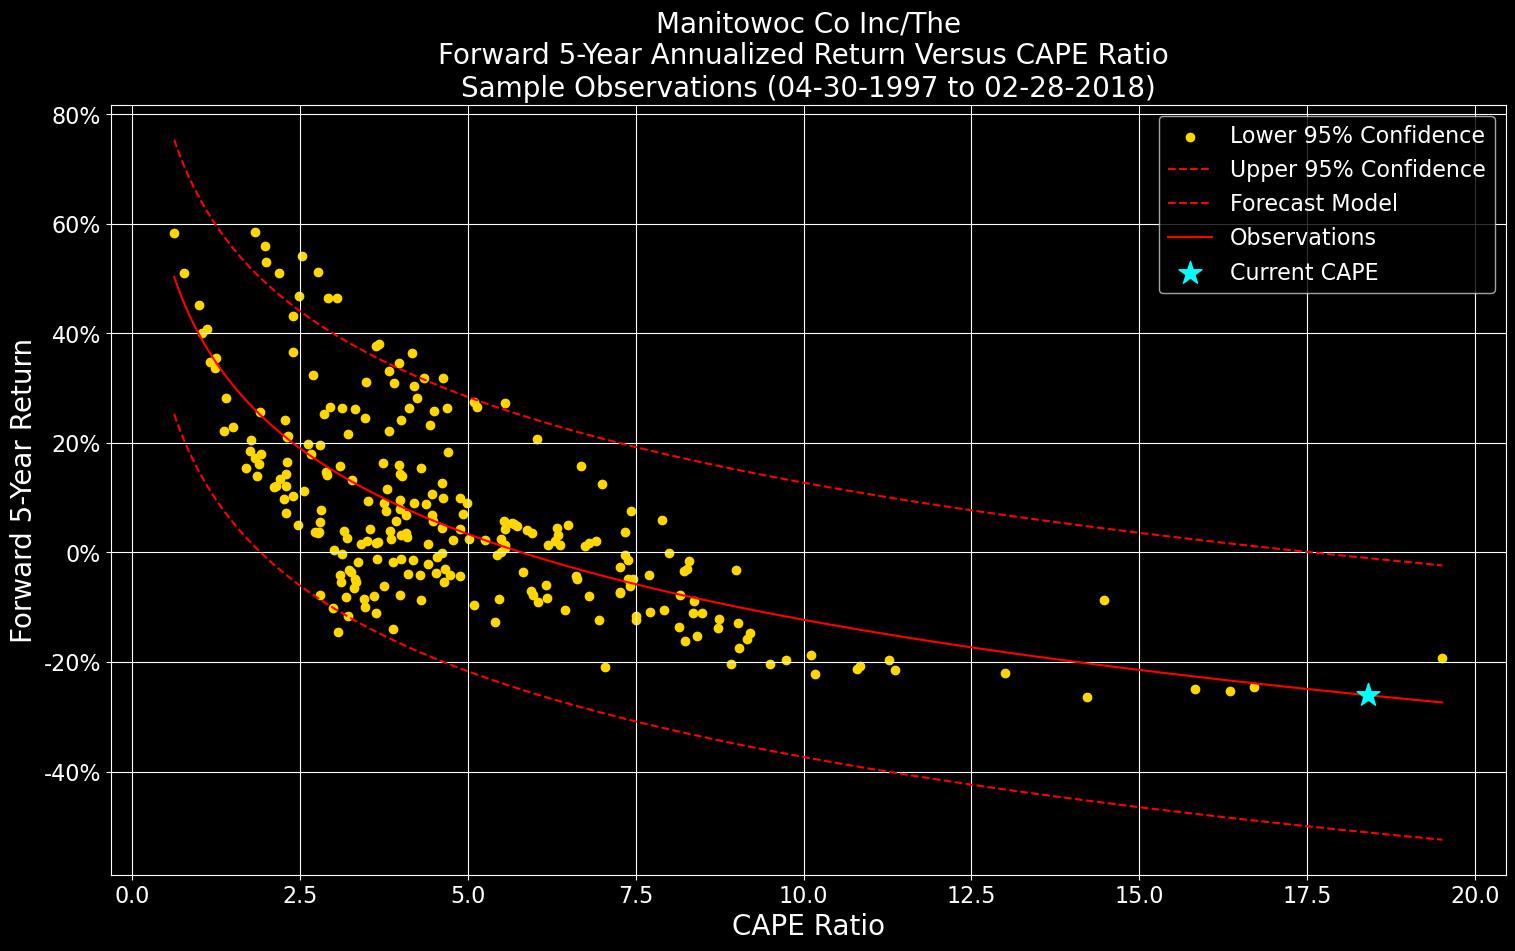 Manitowoc Co Inc/The
Forward 5-Year Annualized Return Versus CAPE Ratio
Sample Observations (04-30-1997 to 02-28-2018)
Lower 95% Confidence
Upper 95% Confidence
Forecast Model
Observations
Current CAPE
Forward 5-Year Return
80%
60%
40%
20%
0%
-20%
-40%
0.0 2.5 5.0 7.5 10.0 12.5 15.0 17.5 20.0
CAPE Ratio